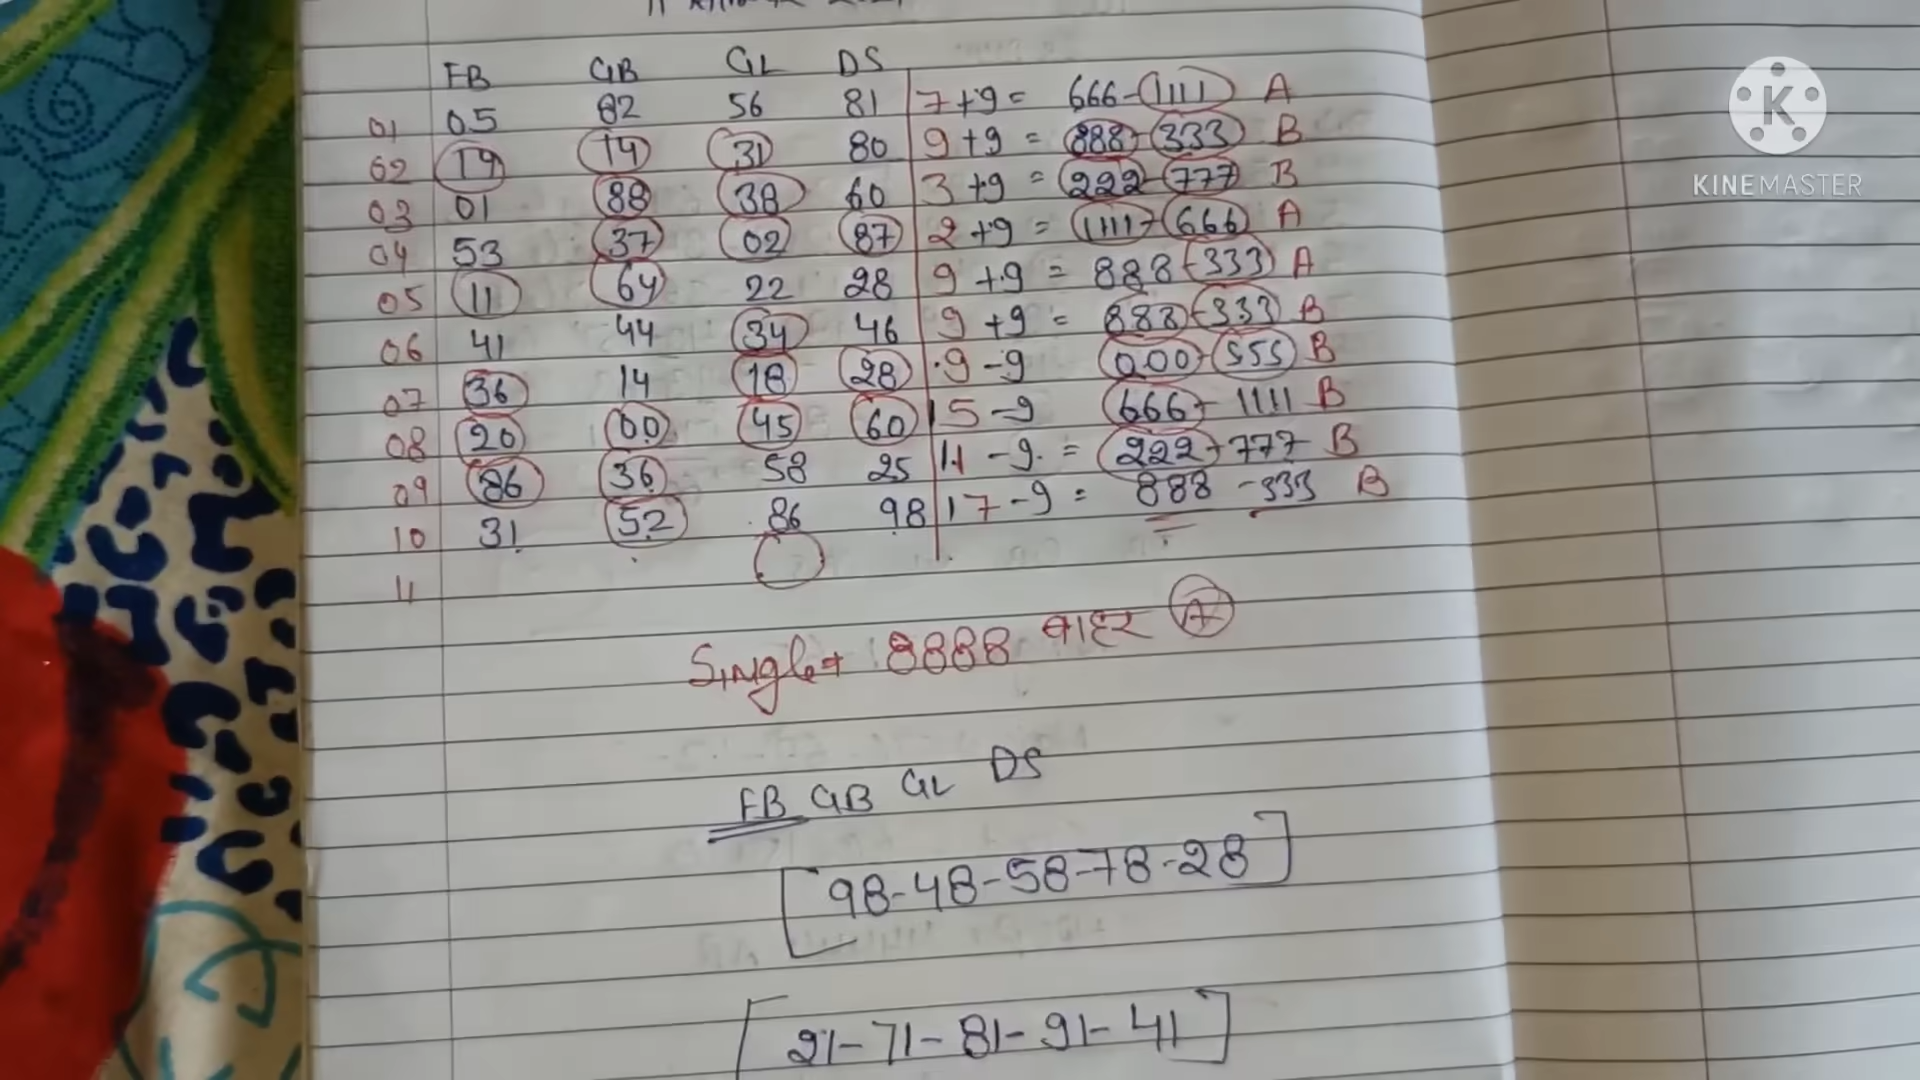 FB GB GL DS
01 05 82 56 81 7+9= 666-1111 A
02 19 14 31 80 9+9= 888-333 B
03 01 88 38 60 3+9= 222-777 B
04 53 37 02 87 2+9= 1111-666 A
05 11 64 22 28 9+9= 888-333 A
06 41 44 34 46 9+9= 888-333 B
07 36 14 18 28 9-9 000-555 B
08 20 00 45 60 15-9 666-1111 B
09 86 36 58 25 11-9= 222-777 B
10 31 52 86 98 17-9= 888-333 B
11
Single 8888 बाहर A
FB GB GL DS
[98-48-58-78-28]
[21-71-81-91-41]
K
KINEMASTER